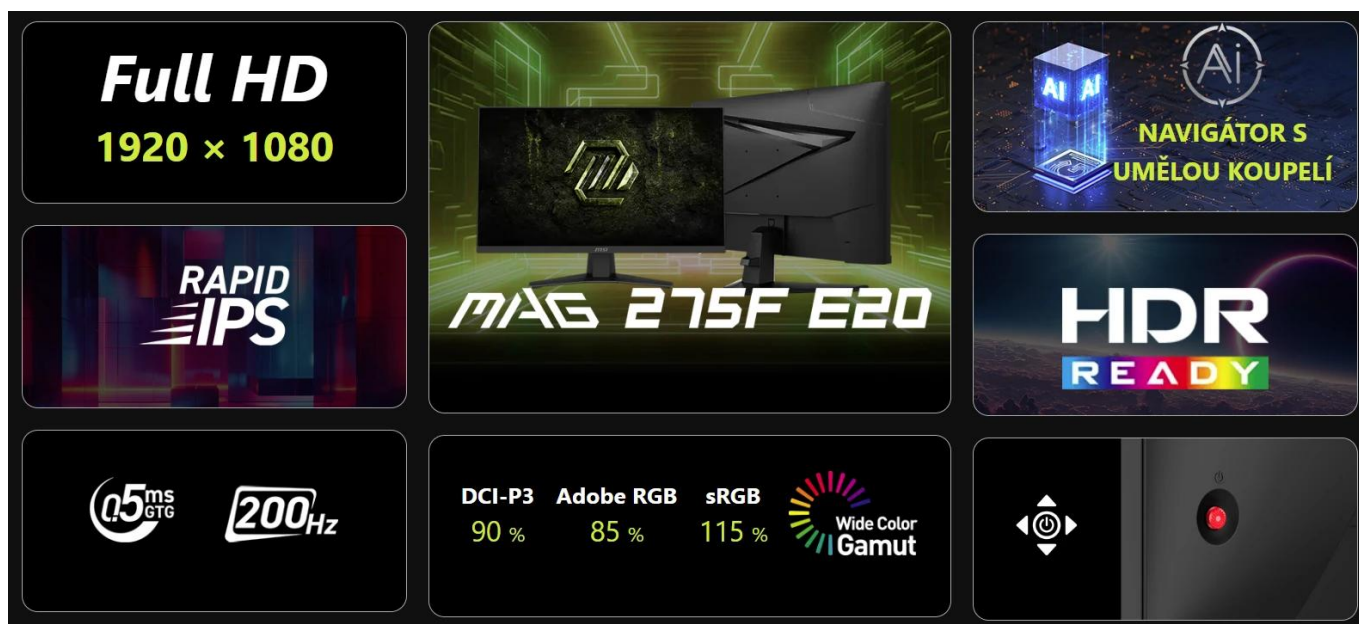 Full HD
1920 × 1080
RAPID
IPS
0.5ms
GTG
200Hz
MAG 275F E20
DCI-P3 Adobe RGB sRGB
90 % 85 % 115 %
Wide Color
Gamut
Ai
AI AI
NAVIGÁTOR S
UMĚLOU KOUPELÍ
HDR
READY